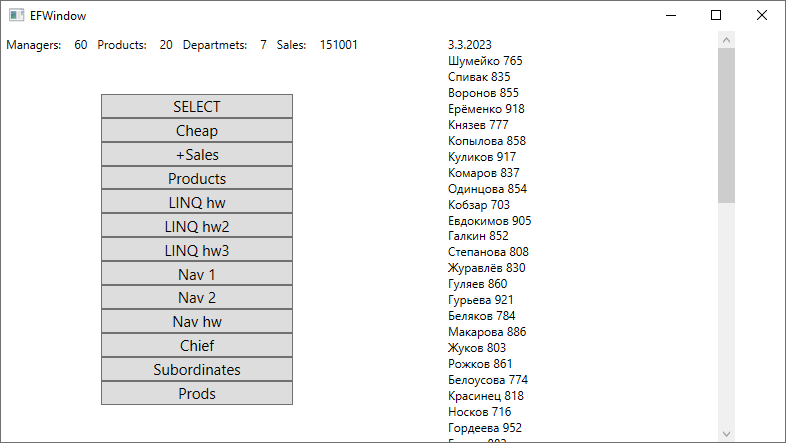 EFWindow
Managers: 60 Products: 20 Departmets: 7 Sales: 151001
SELECT
Cheap
+Sales
Products
LINQ hw
LINQ hw2
LINQ hw3
Nav 1
Nav 2
Nav hw
Chief
Subordinates
Prods
3.3.2023
Шумейко 765
Спивак 835
Воронов 855
Ерёменко 918
Князев 777
Копылова 858
Куликов 917
Комаров 837
Одинцова 854
Кобзар 703
Евдокимов 905
Галкин 852
Степанова 808
Журавлёв 830
Гуляев 860
Гурьева 921
Беляков 784
Макарова 886
Жуков 803
Рожков 861
Белоусова 774
Красинец 818
Носков 716
Гордеева 952